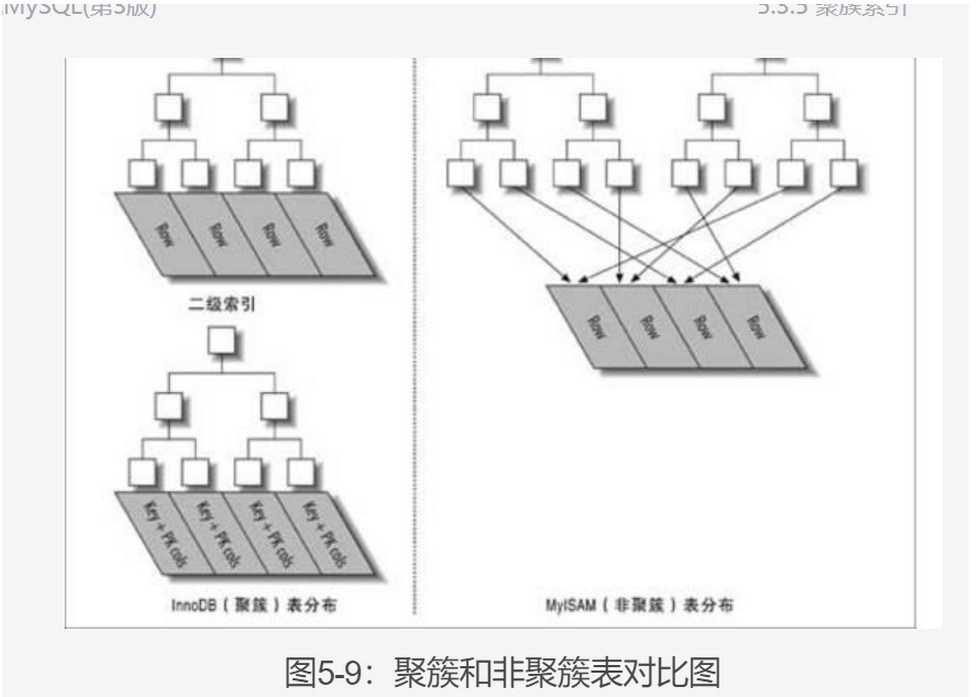 MySQL(第3版) 5.3.5 聚族索引
Row Row Row Row
Row Row Row Row
二级索引
Key + PK cols Key + PK cols Key + PK cols Key + PK cols
InnoDB（聚簇）表分布 MyISAM（非聚簇）表分布
图5-9：聚簇和非聚簇表对比图